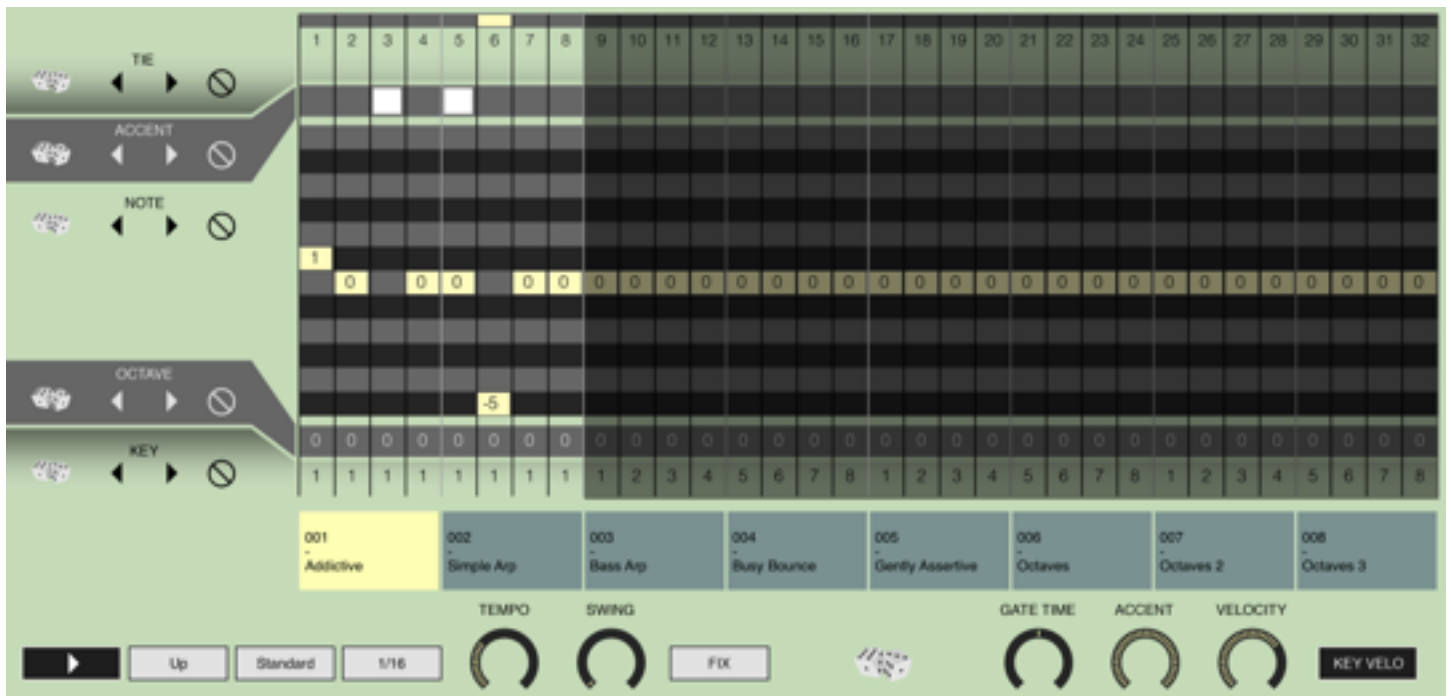 1 2 3 4 5 6 7 8 9 10 11 12 13 14 15 16 17 18 19 20 21 22 23 24 25 26 27 28 29 30 31 32
TIE
ACCENT
NOTE
1
0 0 0 0 0 0 0 0 0 0 0 0 0 0 0 0 0 0 0 0 0 0 0 0 0 0 0 0 0
OCTAVE
-5
0 0 0 0 0 0 0 0 0 0 0 0 0 0 0 0 0 0 0 0 0 0 0 0 0 0 0 0 0 0 0 0
KEY
1 1 1 1 1 1 1 1 1 2 3 4 5 6 7 8 1 2 3 4 5 6 7 8 1 2 3 4 5 6 7 8
001 002 003 004 005 006 007 008
- - - - - - - -
Addictive Simple Arp Bass Arp Busy Bounce Gently Assertive Octaves Octaves 2 Octaves 3
TEMPO SWING GATE TIME ACCENT VELOCITY
Up Standard 1/16 FIX KEY VELO